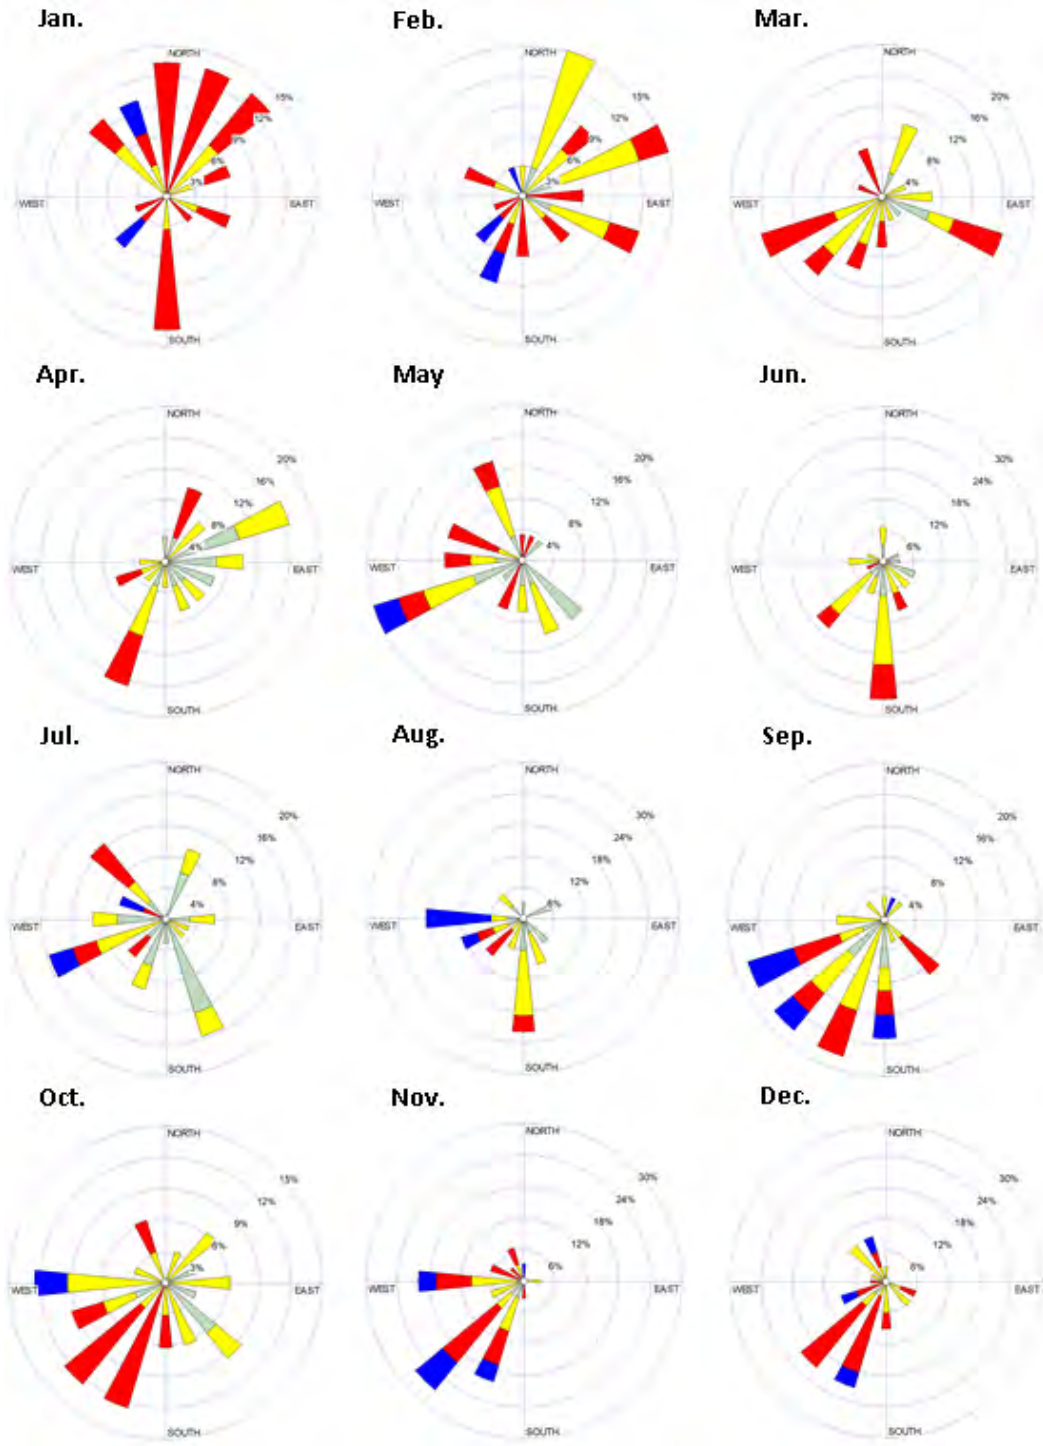 Jan.
Feb.
Mar.
NORTH
NORTH
NORTH
15%
12%
9%
6%
3%
15%
12%
9%
6%
3%
20%
16%
12%
8%
4%
WEST
EAST
WEST
EAST
WEST
EAST
SOUTH
SOUTH
SOUTH
Apr.
May
Jun.
NORTH
NORTH
NORTH
20%
16%
12%
8%
4%
20%
16%
12%
8%
4%
30%
24%
18%
12%
6%
WEST
EAST
WEST
EAST
WEST
EAST
SOUTH
SOUTH
SOUTH
Jul.
Aug.
Sep.
NORTH
NORTH
NORTH
20%
16%
12%
8%
4%
30%
24%
18%
12%
6%
20%
16%
12%
8%
4%
WEST
EAST
WEST
EAST
WEST
EAST
SOUTH
SOUTH
SOUTH
Oct.
Nov.
Dec.
NORTH
NORTH
NORTH
15%
12%
9%
6%
3%
30%
24%
18%
12%
6%
30%
24%
18%
12%
WEST
EAST
WEST
EAST
WEST
EAST
SOUTH
SOUTH
SOUTH